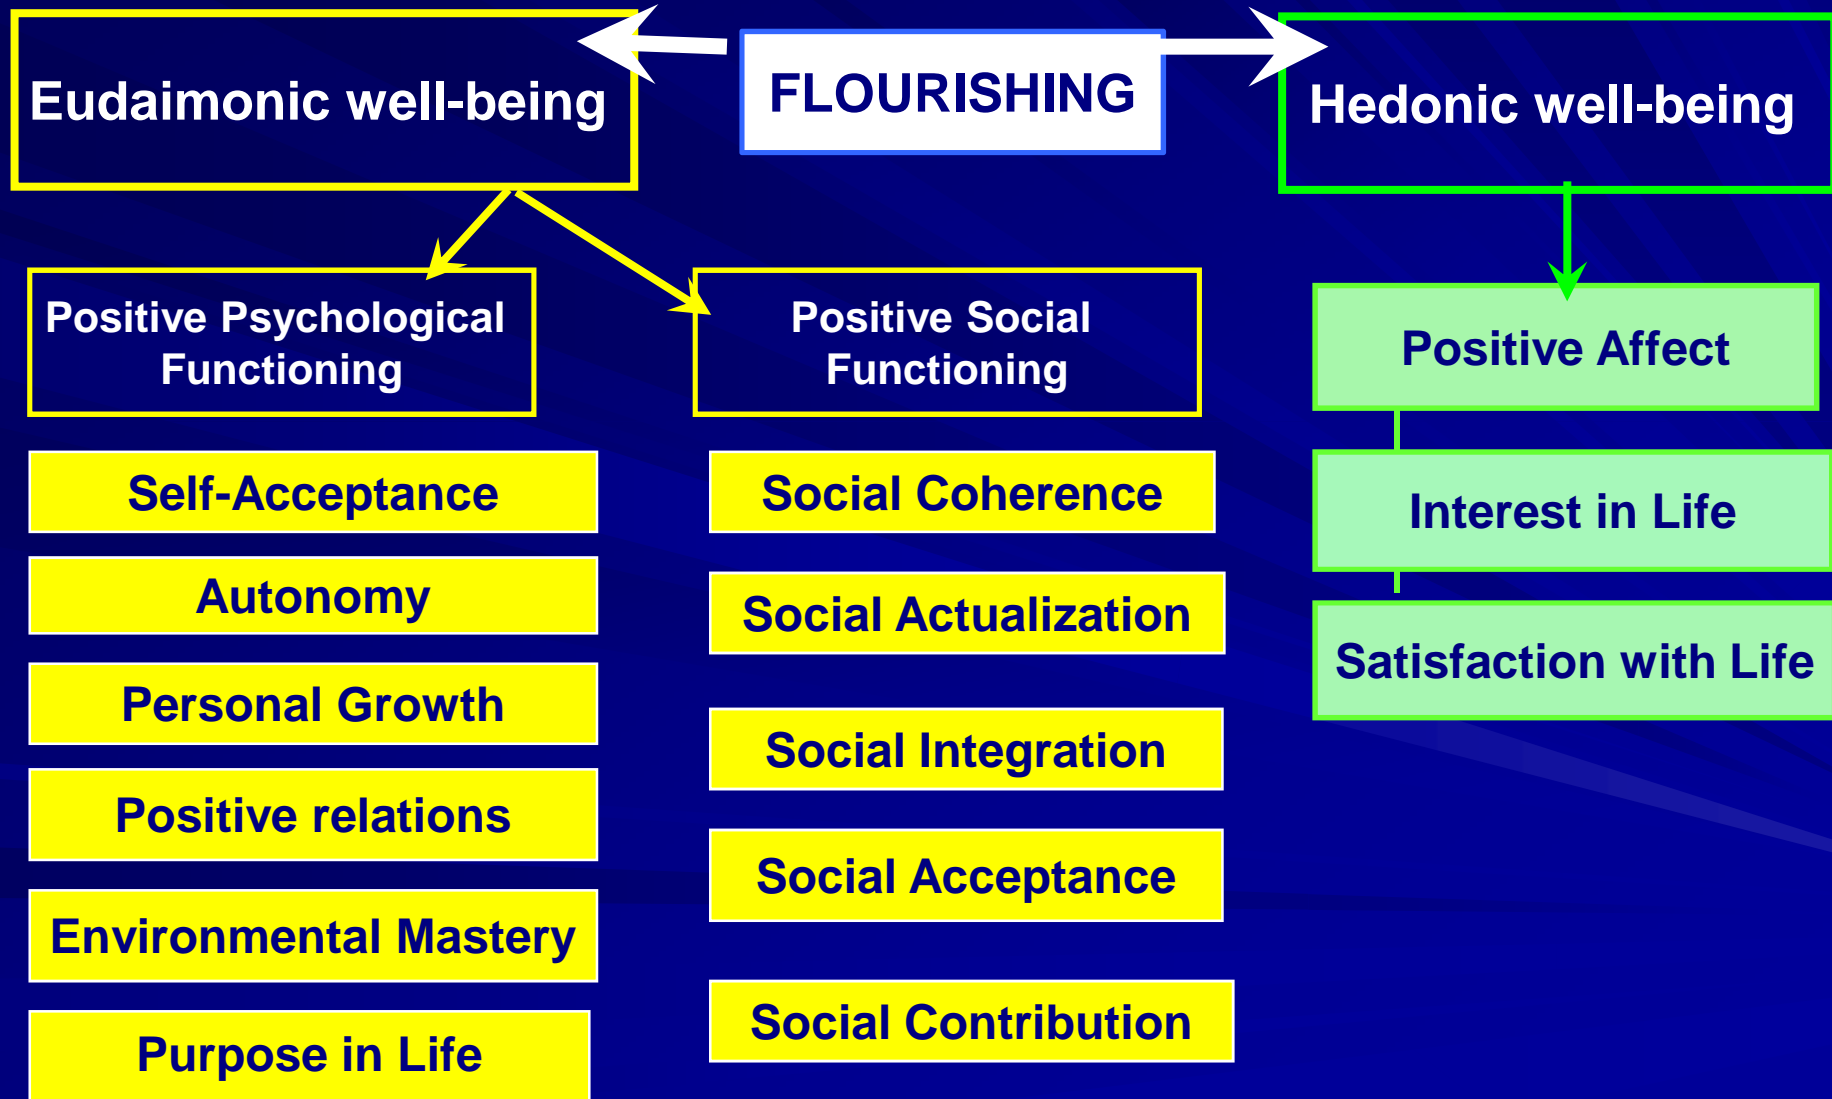 FLOURISHING
Eudaimonic well-being
Hedonic well-being
Positive Psychological
Functioning
Self-Acceptance
Autonomy
Personal Growth
Positive relations
Environmental Mastery
Purpose in Life
Positive Social
Functioning
Social Coherence
Social Actualization
Social Integration
Social Acceptance
Social Contribution
Positive Affect
Interest in Life
Satisfaction with Life